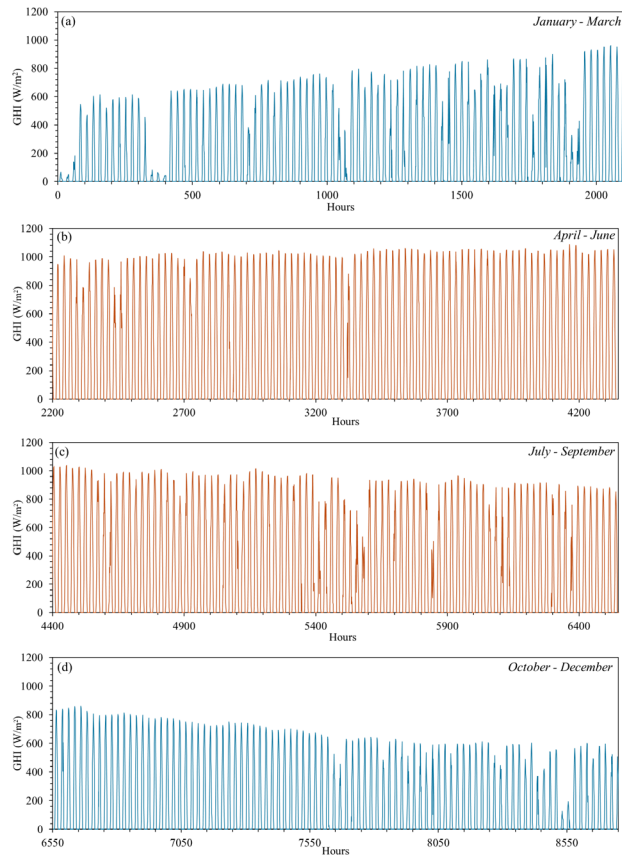 (a)
January - March
GHI (W/m²)
1200
1000
800
600
400
200
0
0 500 1000 1500 2000
Hours
(b)
April - June
GHI (W/m²)
1200
1000
800
600
400
200
0
2200 2700 3200 3700 4200
Hours
(c)
July - September
GHI (W/m²)
1200
1000
800
600
400
200
0
4400 4900 5400 5900 6400
Hours
(d)
October - December
GHI (W/m²)
1200
1000
800
600
400
200
0
6550 7050 7550 8050 8550
Hours